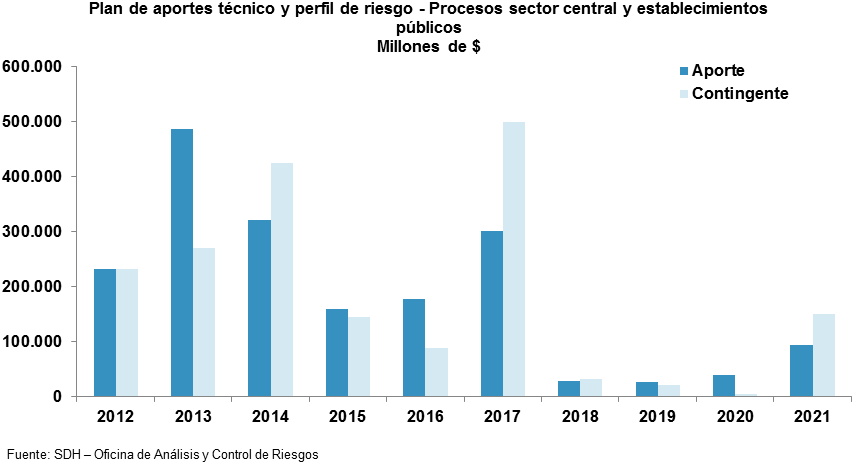 Plan de aportes técnico y perfil de riesgo - Procesos sector central y establecimientos
públicos
Millones de $
600.000
500.000
400.000
300.000
200.000
100.000
0
Aporte
Contingente
2012 2013 2014 2015 2016 2017 2018 2019 2020 2021
Fuente: SDH – Oficina de Análisis y Control de Riesgos